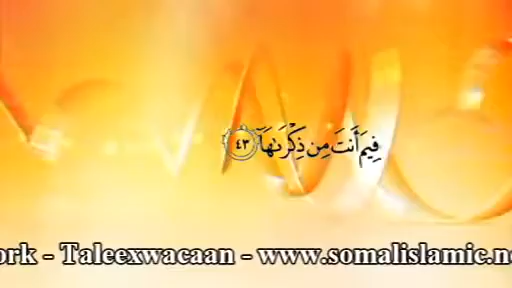 فِيمَ أَنتَ مِن ذِكْرَىٰهَآ ٤٣
ork - Taleexwacaan - www.somalislamic.ne